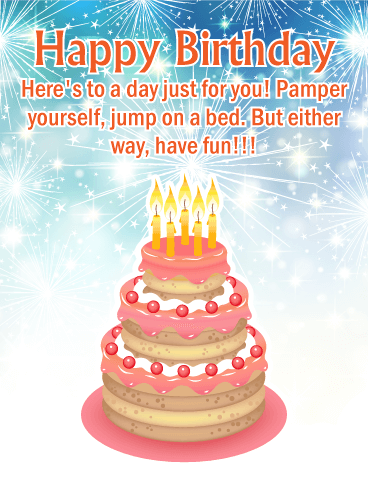 Happy Birthday
Here's to a day just for you! Pamper
yourself, jump on a bed. But either
way, have fun!!!